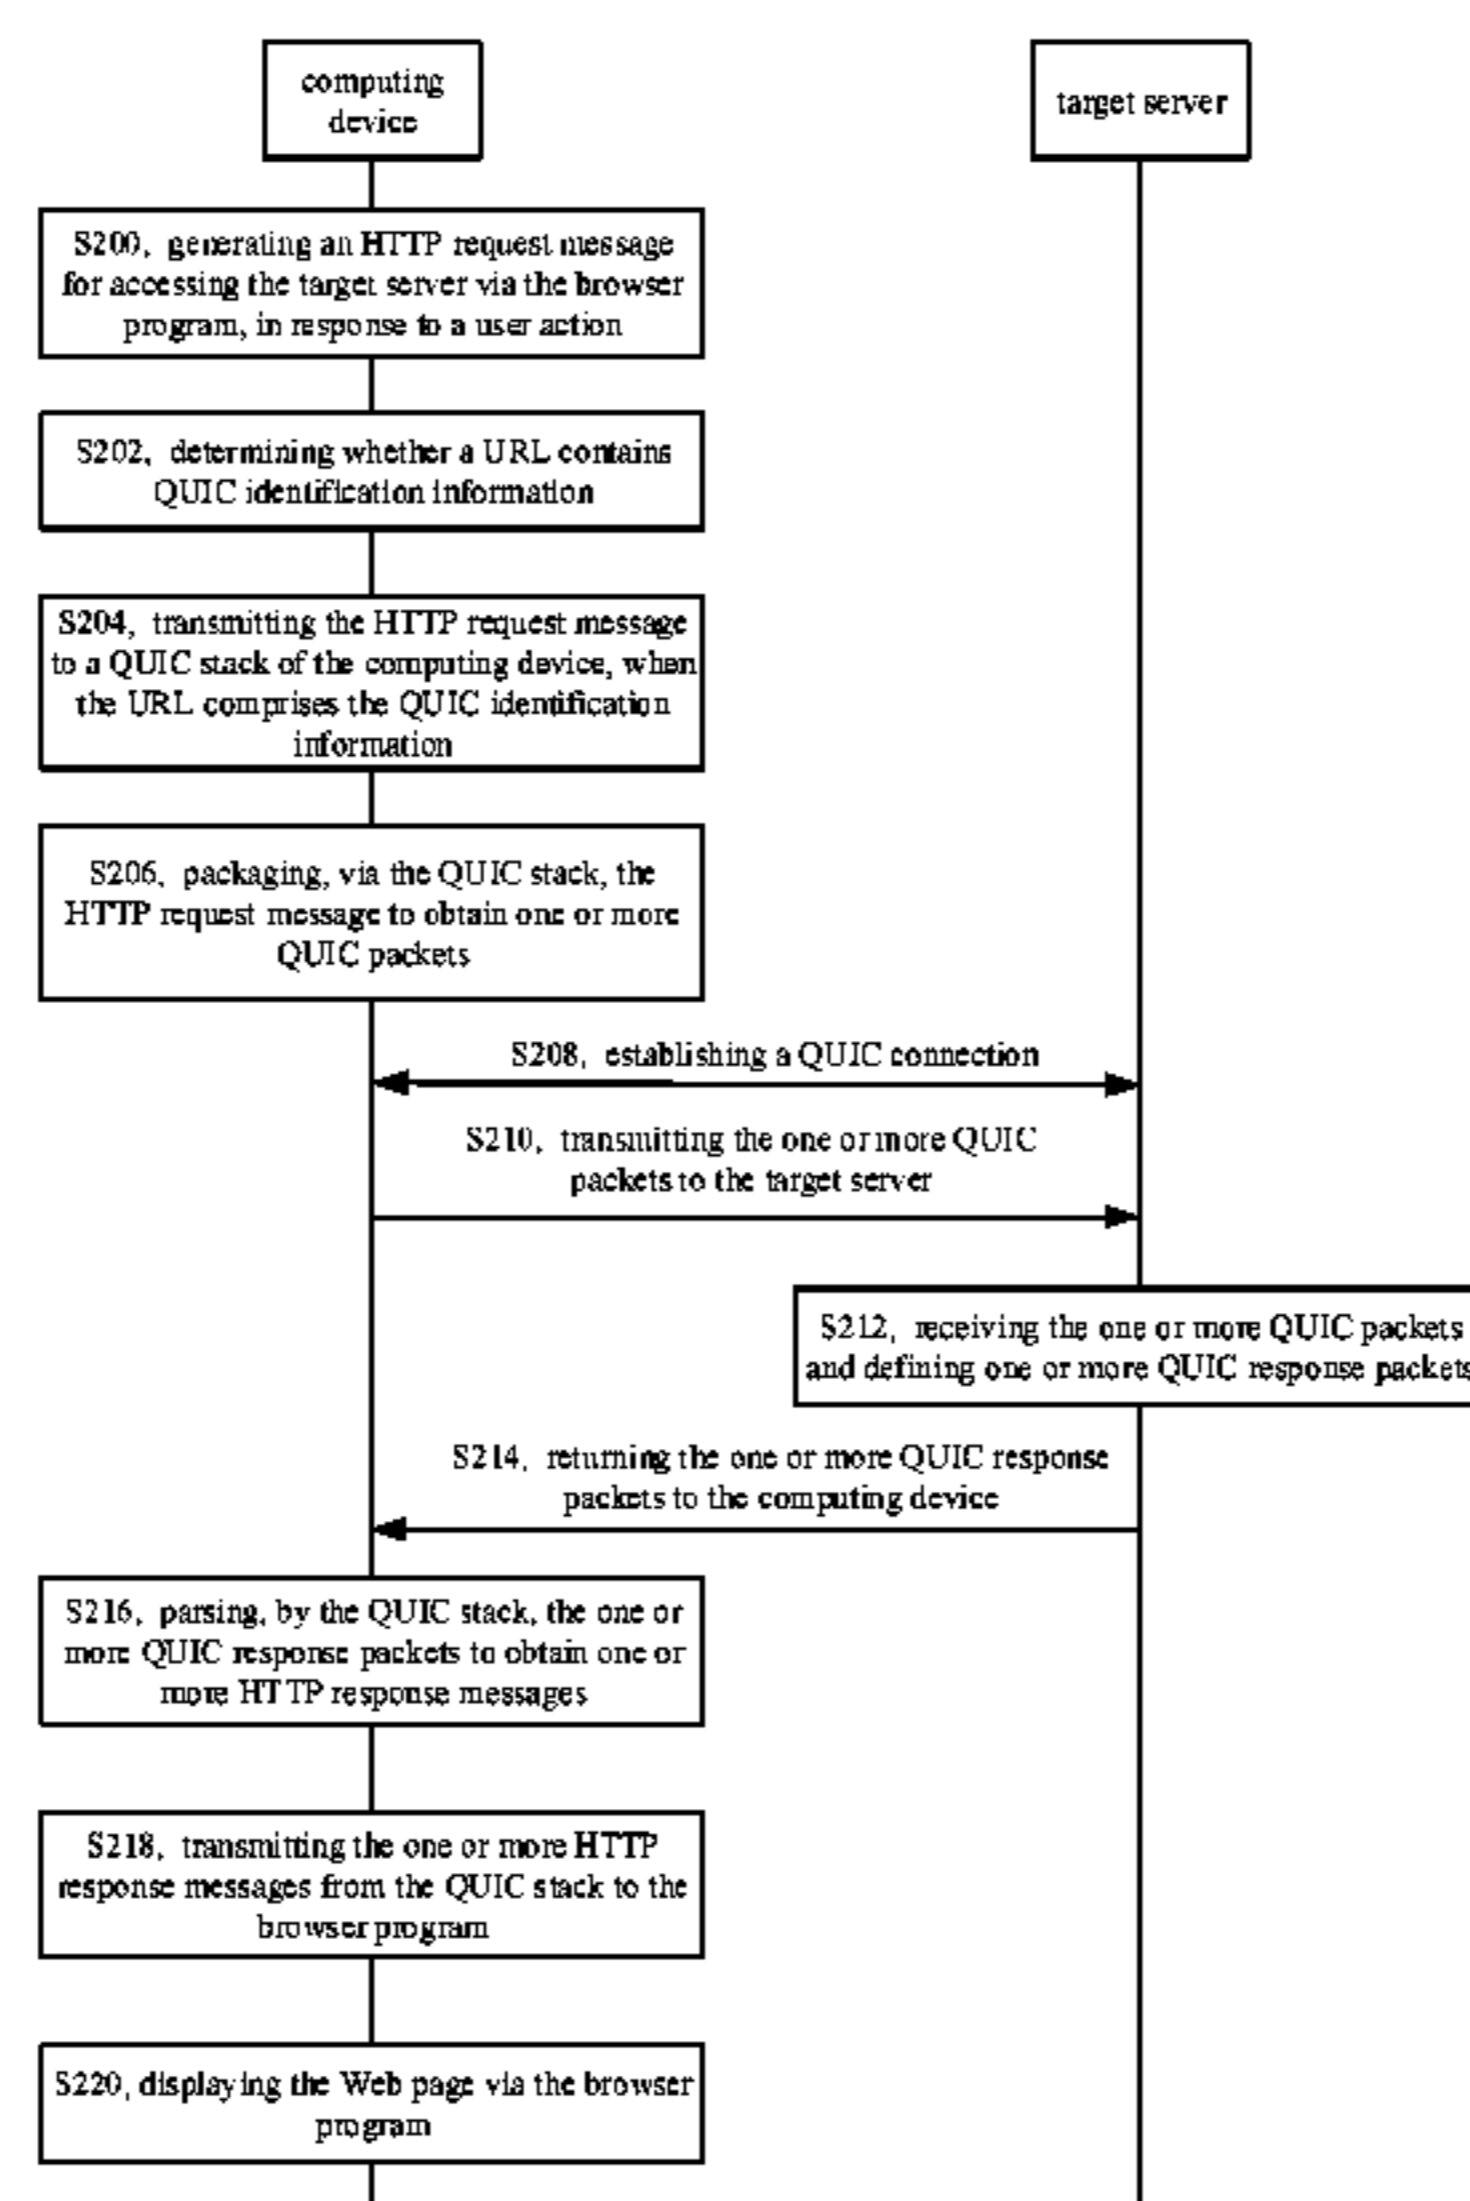 computing
device
target server
S200, generating an HTTP request message
for accessing the target server via the browser
program, in response to a user action
S202, determining whether a URL contains
QUIC identification information
S204, transmitting the HTTP request message
to a QUIC stack of the computing device, when
the URL comprises the QUIC identification
information
S206, packaging, via the QUIC stack, the
HTTP request message to obtain one or more
QUIC packets
S208, establishing a QUIC connection
S210, transmitting the one or more QUIC
packets to the target server
S212, receiving the one or more QUIC packets
and defining one or more QUIC response packets
S214, returning the one or more QUIC response
packets to the computing device
S216, parsing, by the QUIC stack, the one or
more QUIC response packets to obtain one or
more HTTP response messages
S218, transmitting the one or more HTTP
response messages from the QUIC stack to the
browser program
S220, displaying the Web page via the browser
program